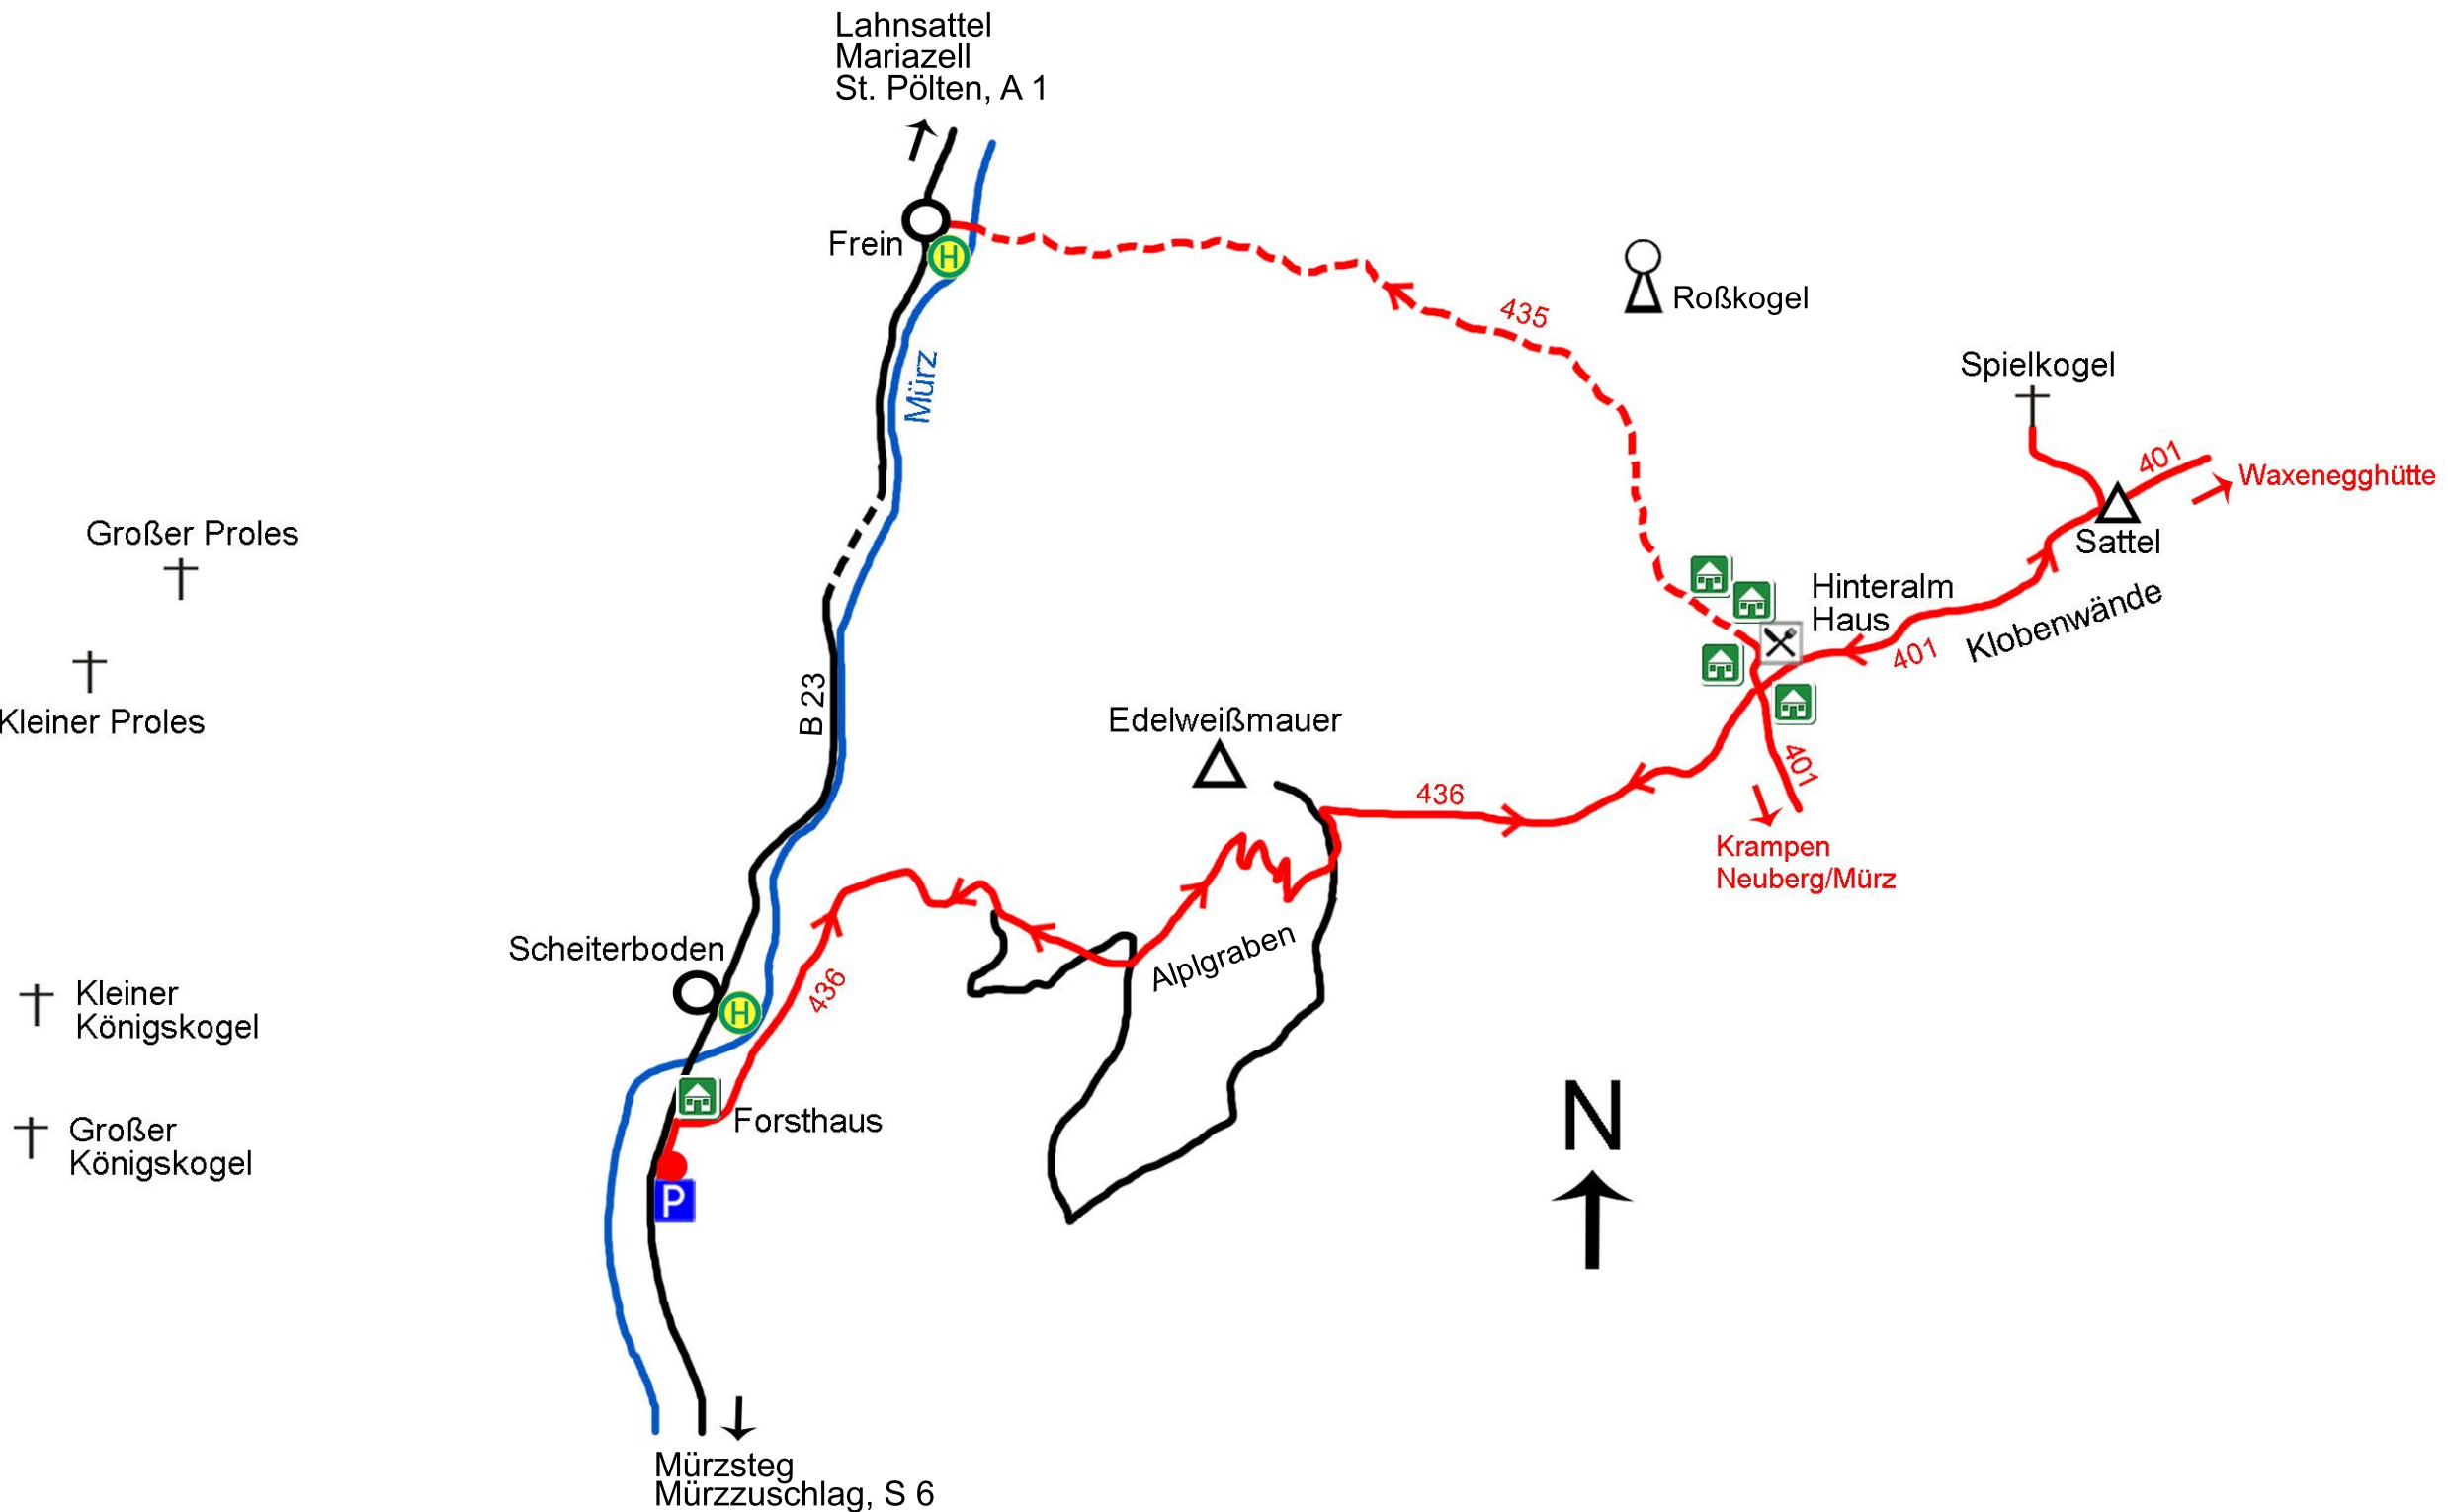 Lahnsattel
Mariazell
St. Pölten, A 1
Frein
H
Mürz
435
Roßkogel
Spielkogel
401
Waxenegghütte
Sattel
Großer Proles
Kleiner Proles
Hinteralm
Haus
Klobenwände
401
B 23
Edelweißmauer
436
401
Krampen
Neuberg/Mürz
Scheiterboden
H
436
Alplgraben
Kleiner
Königskogel
Großer
Königskogel
Forsthaus
P
N
Mürzsteg
Mürzzuschlag, S 6